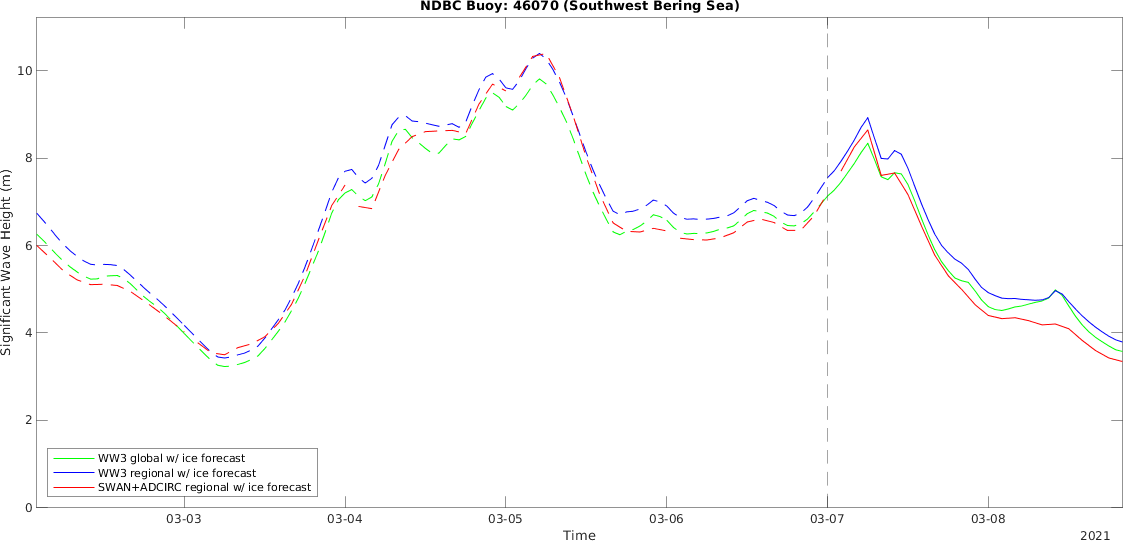 NDBC Buoy: 46070 (Southwest Bering Sea)
Significant Wave Height (m)
10
8
6
4
2
0
WW3 global w/ ice forecast
WW3 regional w/ ice forecast
SWAN+ADCIRC regional w/ ice forecast
03-03 03-04 03-05 03-06 03-07 03-08
Time 2021